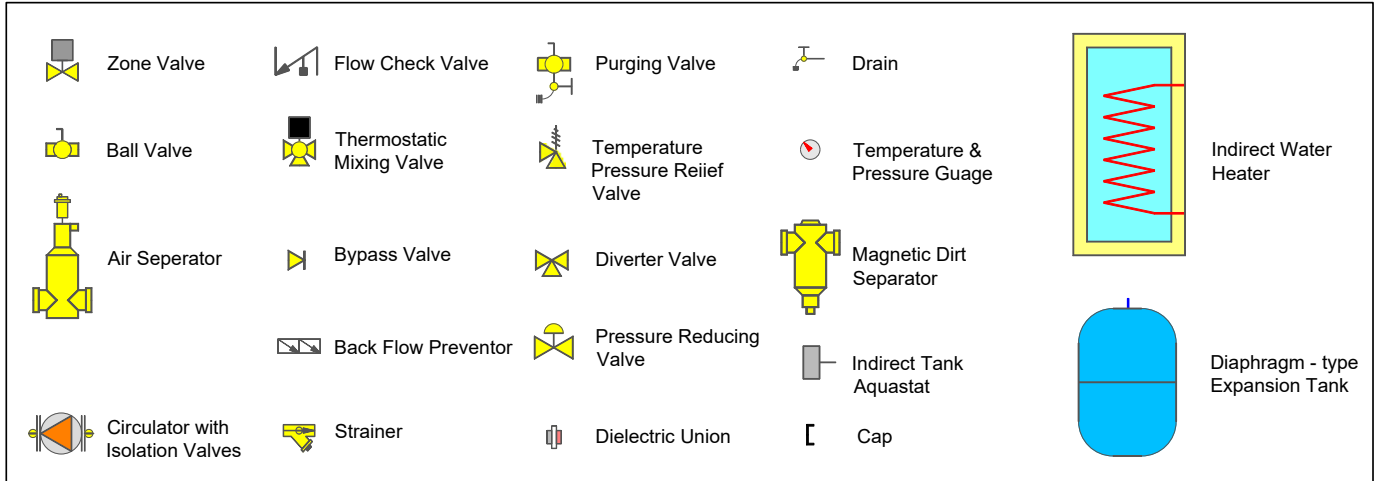 Zone Valve
Flow Check Valve
Purging Valve
Drain
Ball Valve
Thermostatic
Mixing Valve
Temperature
Pressure Reiief
Valve
Temperature &
Pressure Guage
Indirect Water
Heater
Air Seperator
Bypass Valve
Diverter Valve
Magnetic Dirt
Separator
Back Flow Preventor
Pressure Reducing
Valve
Indirect Tank
Aquastat
Diaphragm - type
Expansion Tank
Circulator with
Isolation Valves
Strainer
Dielectric Union
Cap